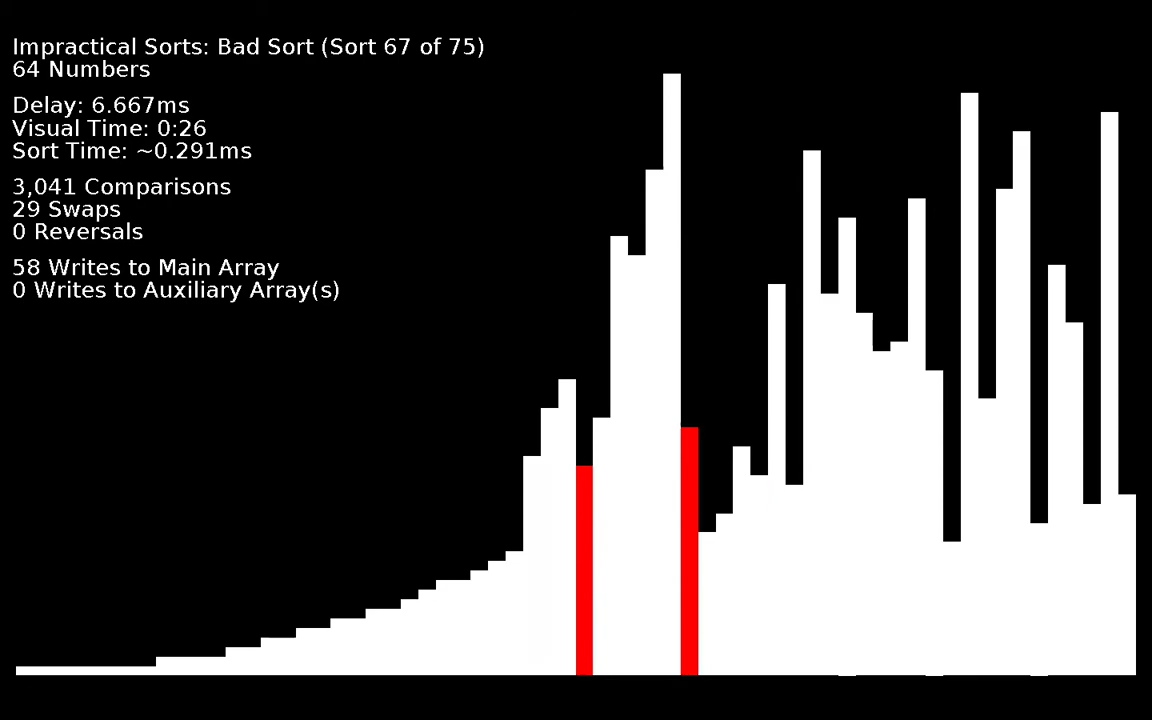 Impractical Sorts: Bad Sort (Sort 67 of 75)
64 Numbers
Delay: 6.667ms
Visual Time: 0:26
Sort Time: ~0.291ms
3,041 Comparisons
29 Swaps
0 Reversals
58 Writes to Main Array
0 Writes to Auxiliary Array(s)